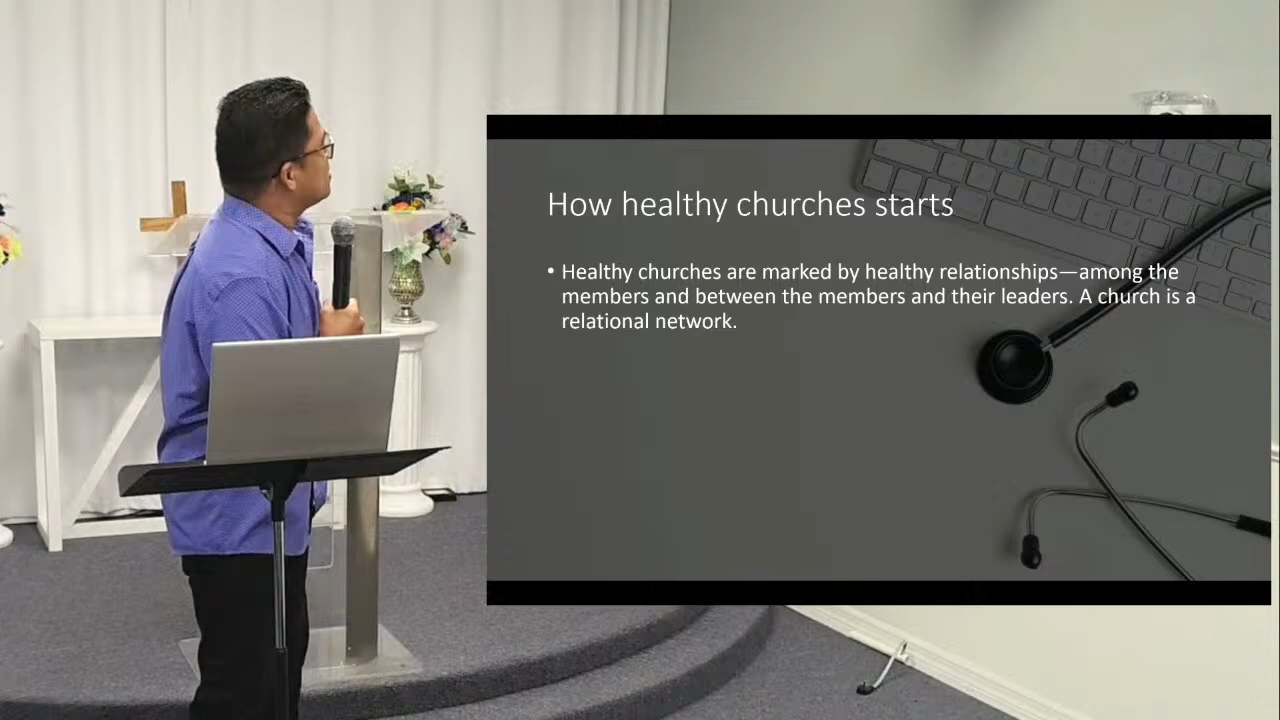 How healthy churches starts
• Healthy churches are marked by healthy relationships—among the
members and between the members and their leaders. A church is a
relational network.